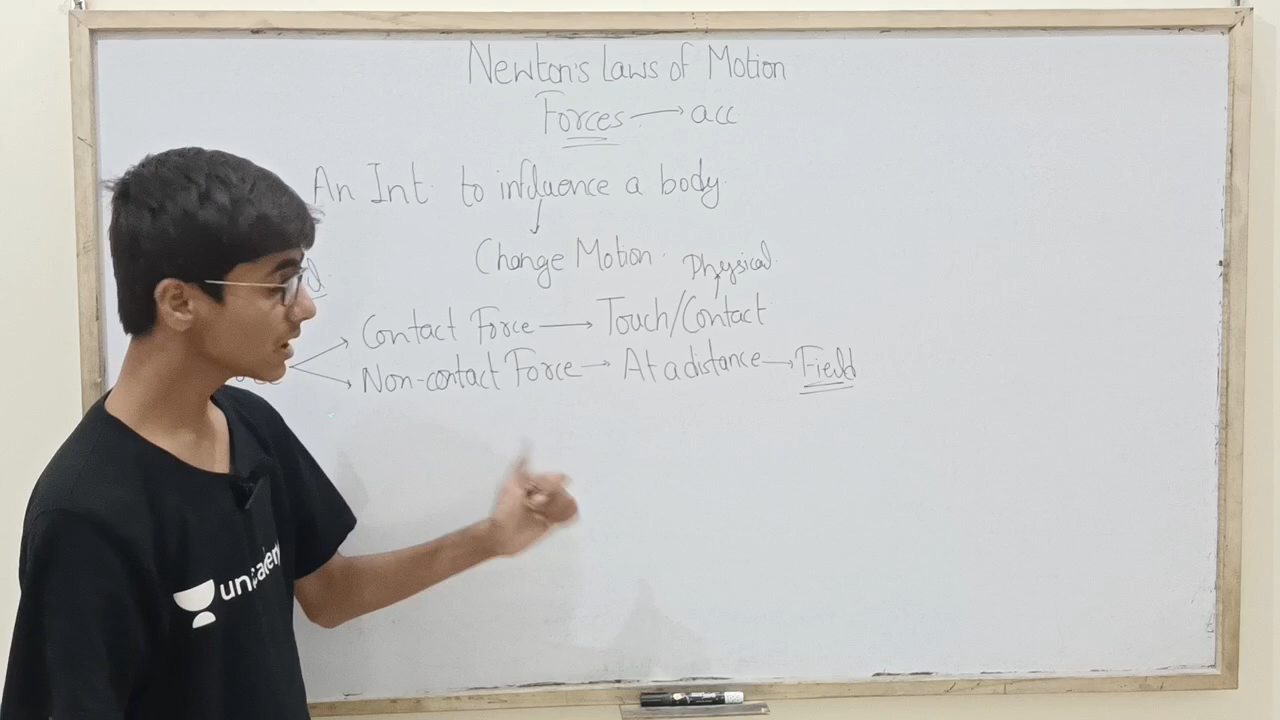 Newton's Laws of Motion
Forces → acc
An Int. to influence a body.
Change Motion.
Physical
Contact Force → Touch/Contact
Non-contact Force → At a distance → Field
unacademy